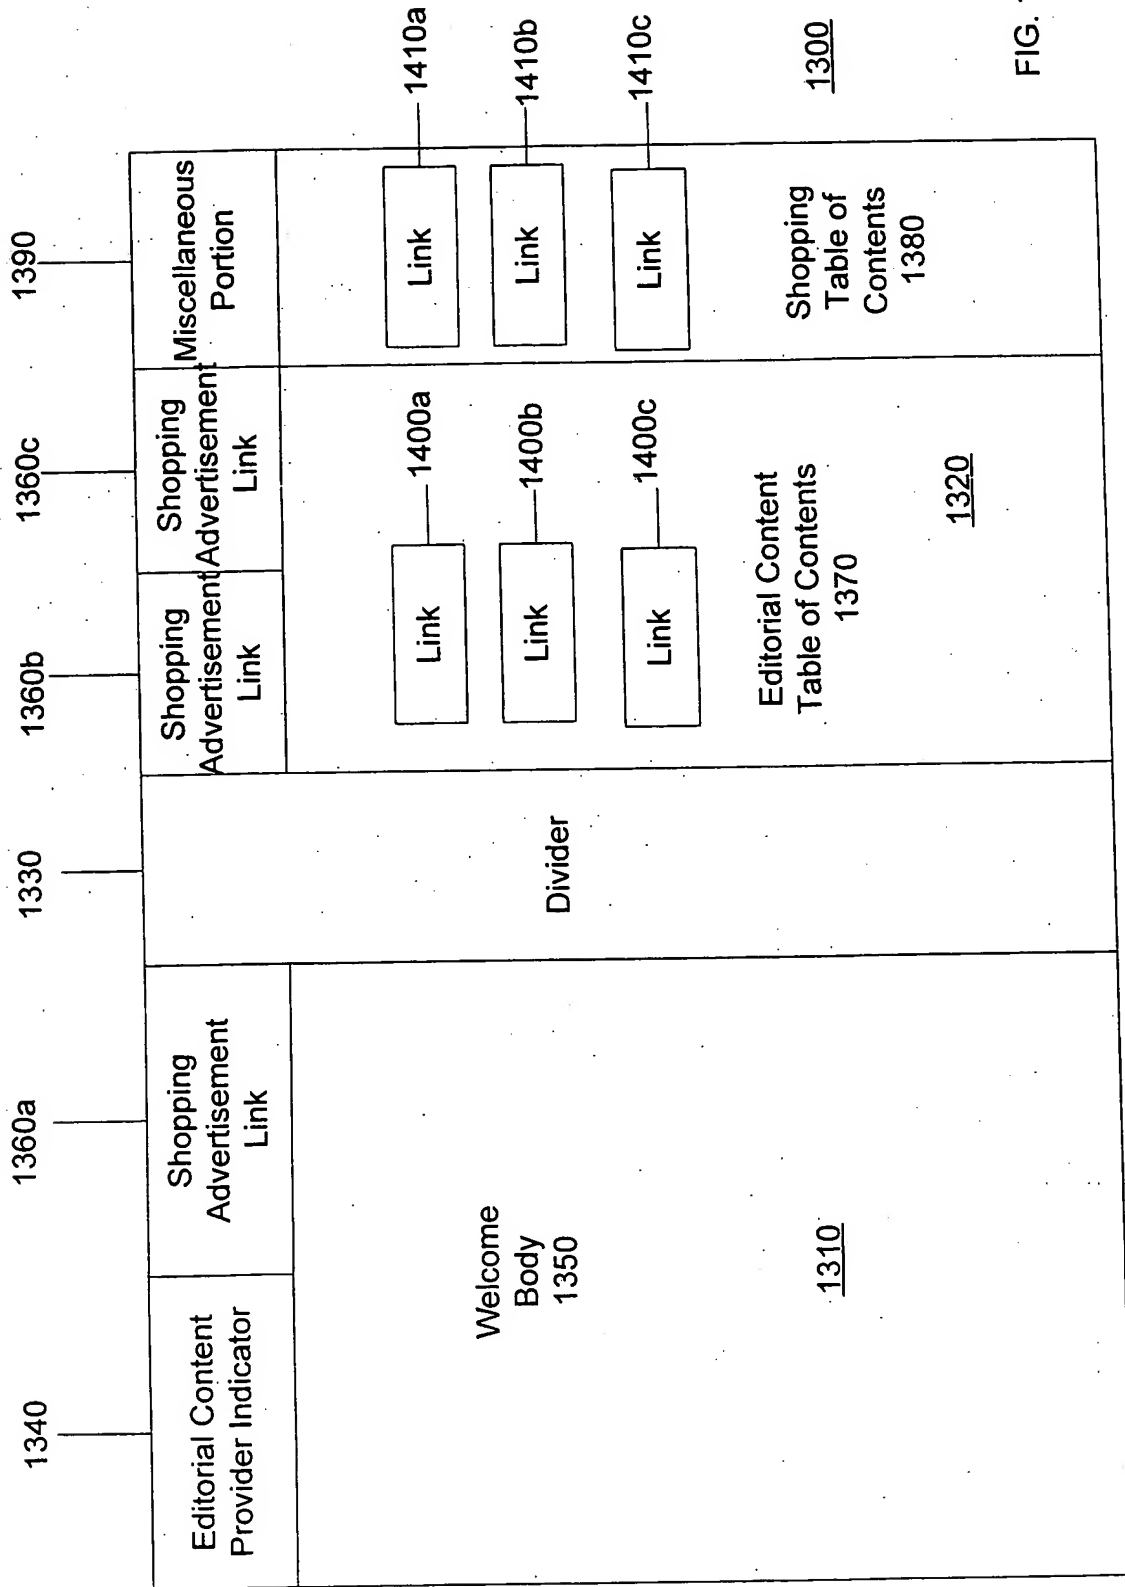 1340
1360a
1330
1360b
1360c
1390
Editorial Content
Provider Indicator
Shopping
Advertisement
Link
Shopping
Advertisement
Link
Shopping
Advertisement
Link
Miscellaneous
Portion
Welcome
Body
1350
1310
Divider
Link
1400a
Link
1400b
Link
1400c
Editorial Content
Table of Contents
1370
1320
Link
1410a
Link
1410b
Link
1410c
Shopping
Table of
Contents
1380
1300
FIG.